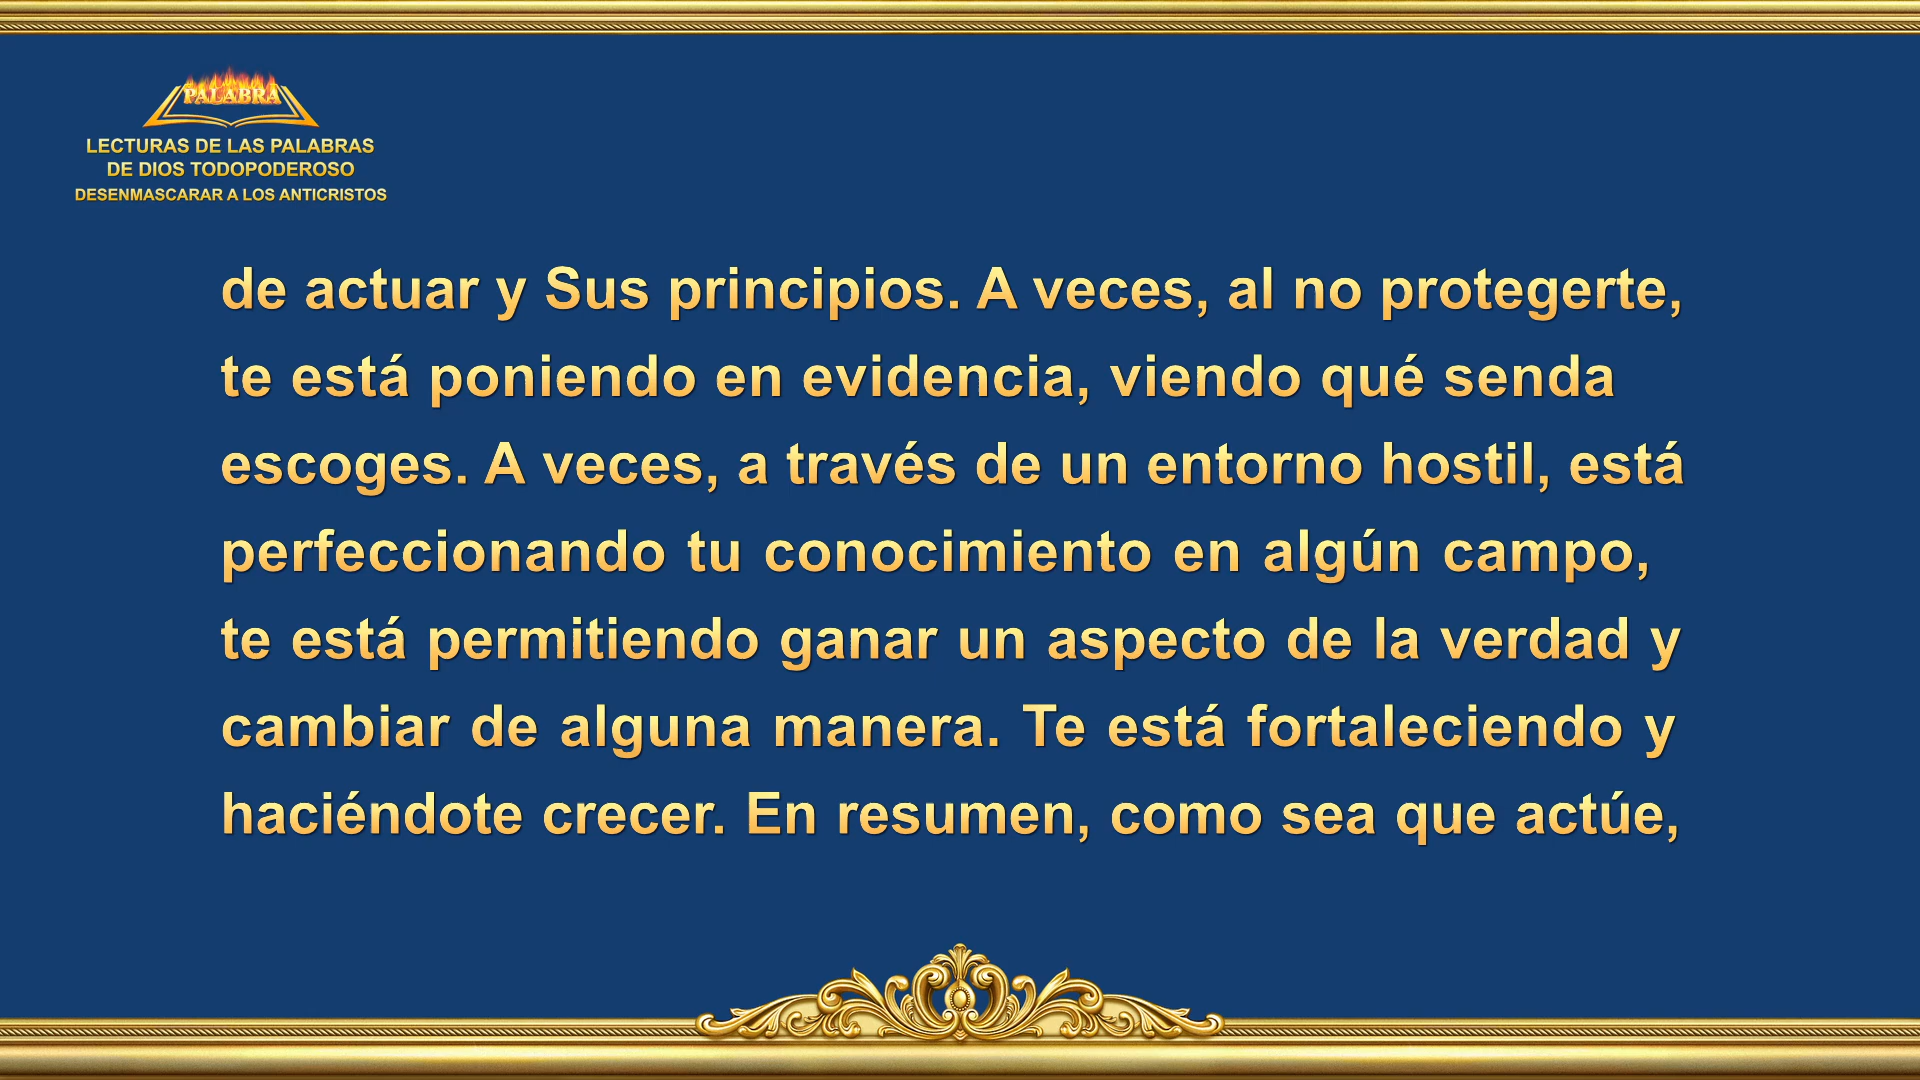 PALABRA
LECTURAS DE LAS PALABRAS
DE DIOS TODOPODEROSO
DESENMASCARAR A LOS ANTICRISTOS
de actuar y Sus principios. A veces, al no protegerte,
te está poniendo en evidencia, viendo qué senda
escoges. A veces, a través de un entorno hostil, está
perfeccionando tu conocimiento en algún campo,
te está permitiendo ganar un aspecto de la verdad y
cambiar de alguna manera. Te está fortaleciendo y
haciéndote crecer. En resumen, como sea que actúe,